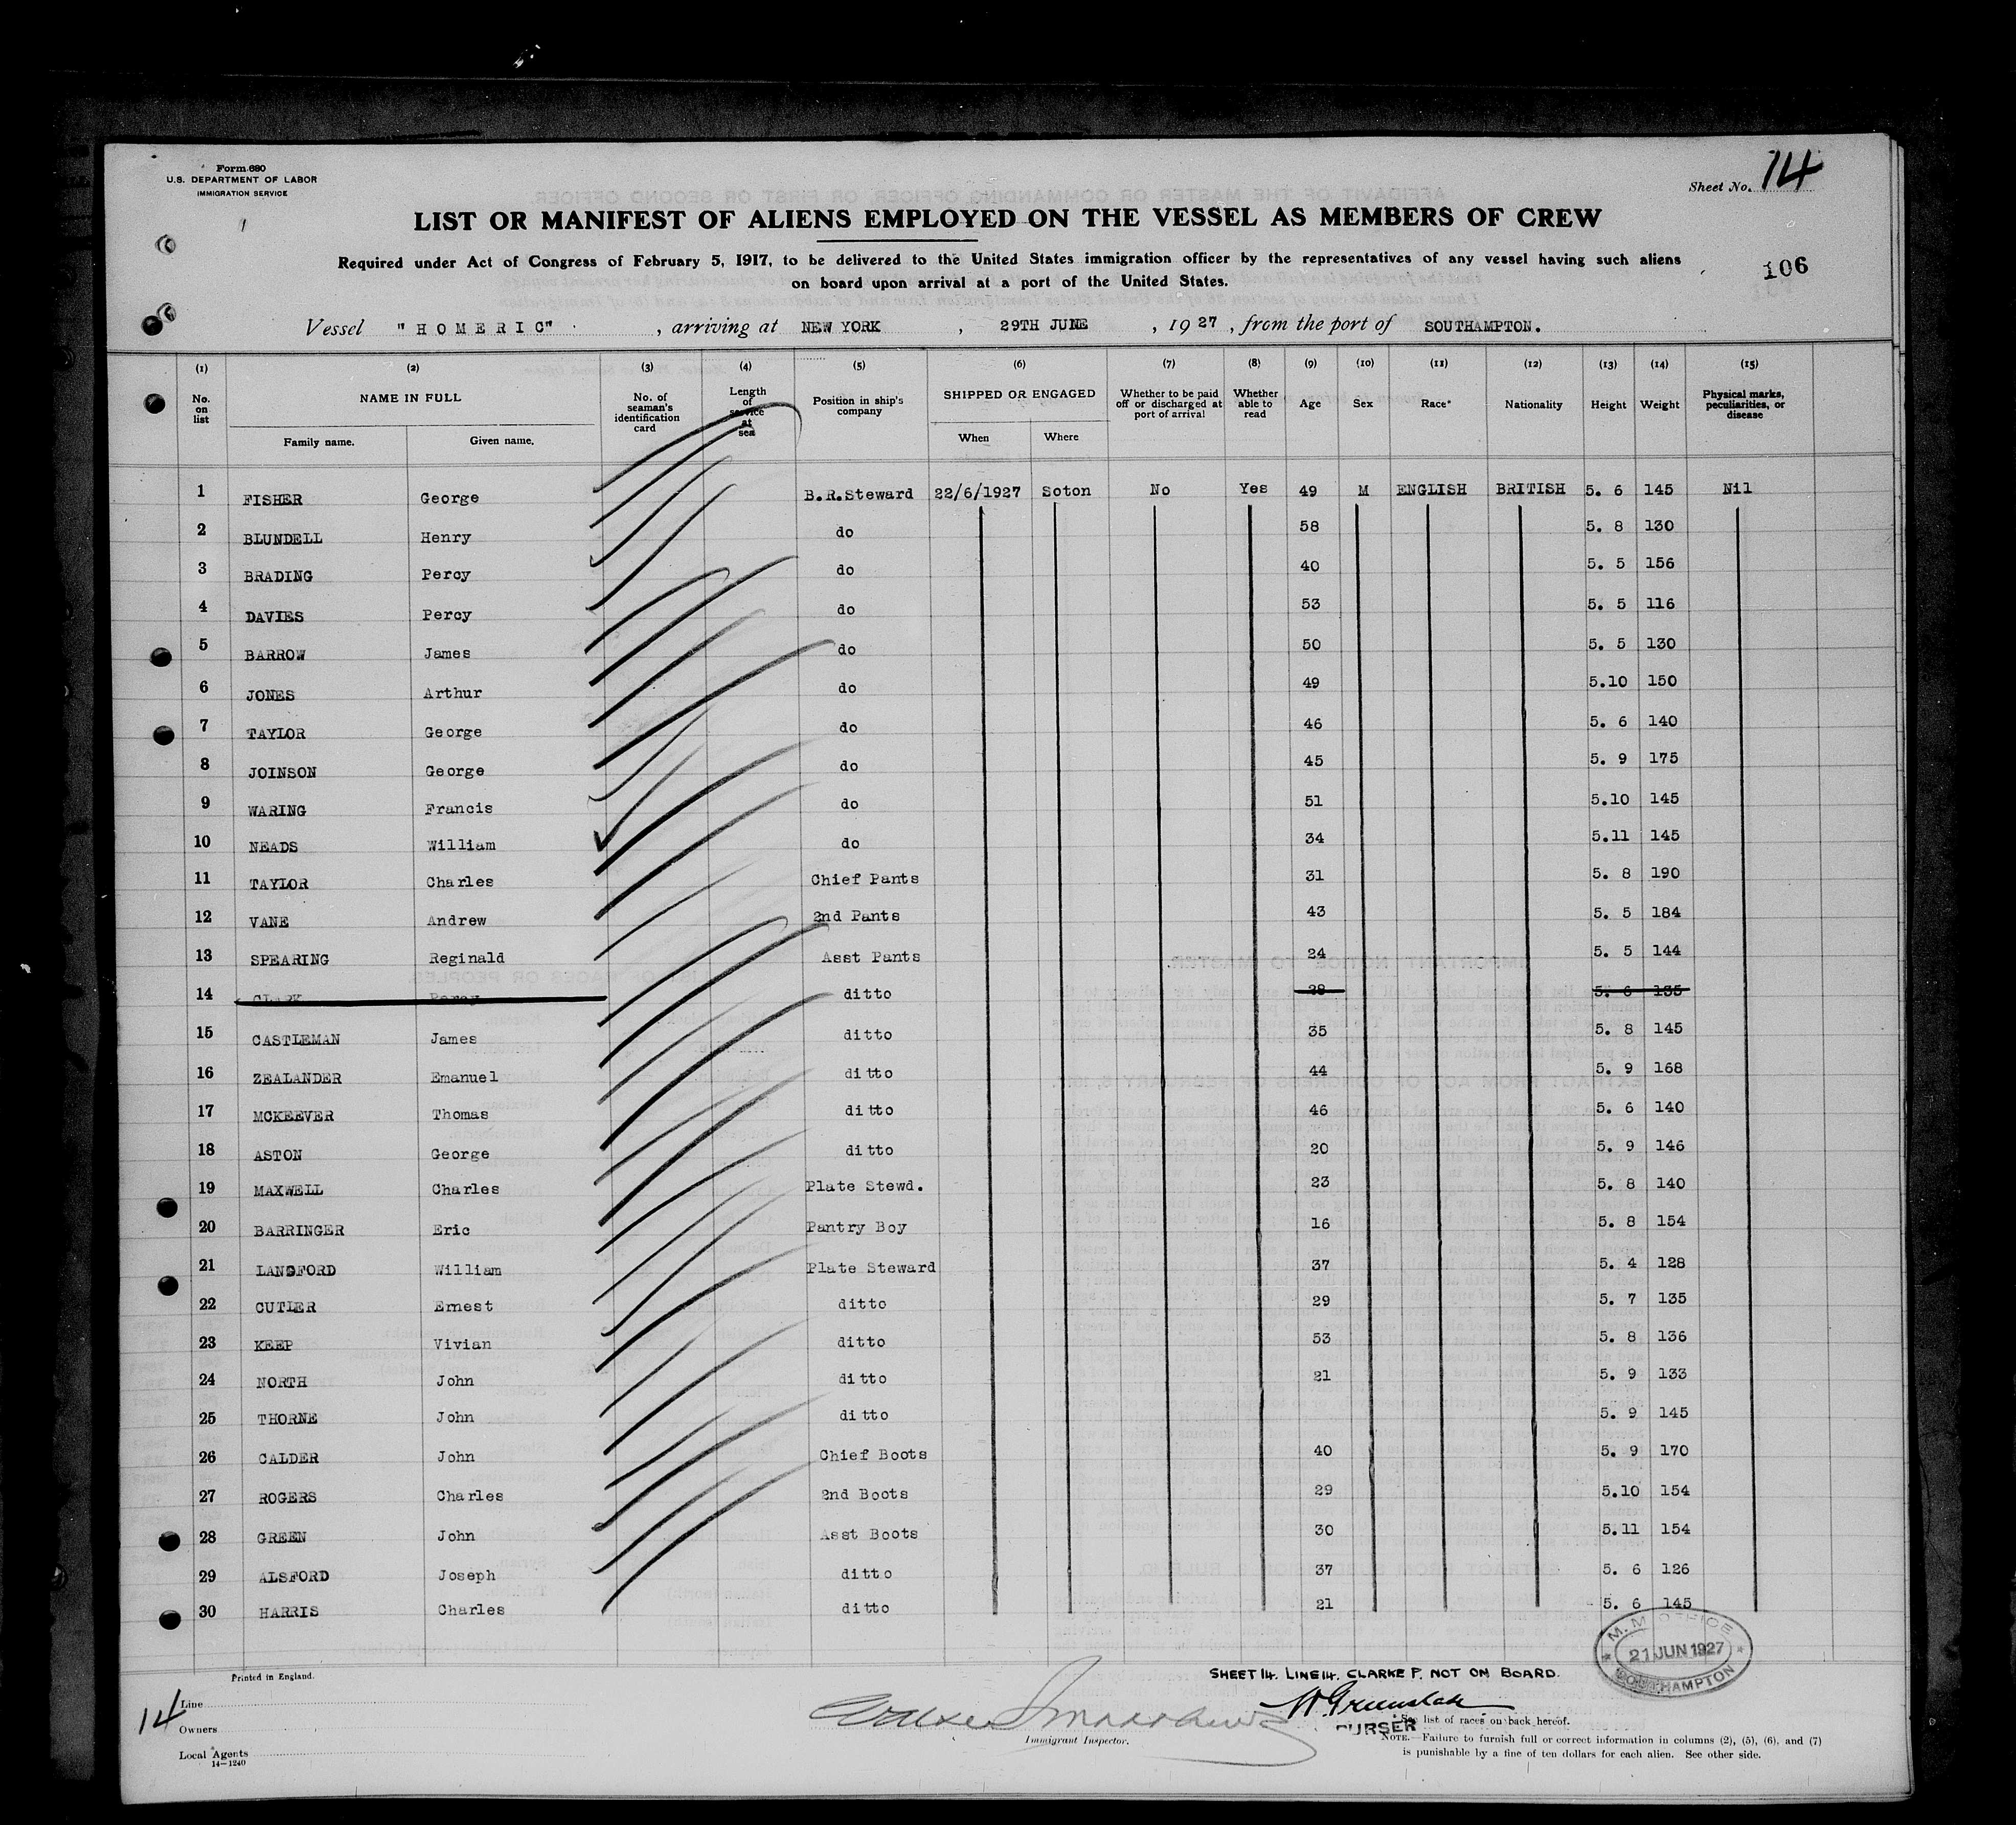 Form 680
U.S. DEPARTMENT OF LABOR
IMMIGRATION SERVICE
Sheet No. 14
LIST OR MANIFEST OF ALIENS EMPLOYED ON THE VESSEL AS MEMBERS OF CREW
Required under Act of Congress of February 5, 1917, to be delivered to the United States immigration officer by the representatives of any vessel having such aliens
on board upon arrival at a port of the United States.
106
Vessel "HOMERIC" , arriving at NEW YORK , 29TH JUNE , 1927 , from the port of SOUTHAMPTON.
(1) (2) (3) (4) (5) (6) (7) (8) (9) (10) (11) (12) (13) (14) (15)
No. on list NAME IN FULL No. of seaman's identification card Length of service at sea Position in ship's company SHIPPED OR ENGAGED Whether to be paid off or discharged at port of arrival Whether able to read Age Sex Race* Nationality Height Weight Physical marks, peculiarities, or disease
Family name. Given name. When Where
1 FISHER George B.R.Steward 22/6/1927 Soton No Yes 49 M ENGLISH BRITISH 5. 6 145 Nil
2 BLUNDELL Henry do 58 5. 8 130
3 BRADING Percy do 40 5. 5 156
4 DAVIES Percy do 53 5. 5 116
5 BARROW James do 50 5. 5 130
6 JONES Arthur do 49 5.10 150
7 TAYLOR George do 46 5. 6 140
8 JOINSON George do 45 5. 9 175
9 WARING Francis do 51 5.10 145
10 NEADS William do 34 5.11 145
11 TAYLOR Charles Chief Pants 31 5. 8 190
12 VANE Andrew 2nd Pants 43 5. 5 184
13 SPEARING Reginald Asst Pants 24 5. 5 144
14 CLARK Percy ditto 28 5. 6 135
15 CASTLEMAN James ditto 35 5. 8 145
16 ZEALANDER Emanuel ditto 44 5. 9 168
17 MCKEEVER Thomas ditto 46 5. 6 140
18 ASTON George ditto 20 5. 9 146
19 MAXWELL Charles Plate Stewd. 23 5. 8 140
20 BARRINGER Eric Pantry Boy 16 5. 8 154
21 LANGFORD William Plate Steward 37 5. 4 128
22 CUTLER Ernest ditto 29 5. 7 135
23 KEEP Vivian ditto 53 5. 8 136
24 NORTH John ditto 21 5. 9 133
25 THORNE John ditto 5. 9 145
26 CALDER John Chief Boots 40 5. 9 170
27 ROGERS Charles 2nd Boots 29 5.10 154
28 GREEN John Asst Boots 30 5.11 154
29 ALSFORD Joseph ditto 37 5. 6 126
30 HARRIS Charles ditto 21 5. 6 145
M.M. OFFICE
21 JUN 1927
SOUTHAMPTON
Printed in England.
SHEET 14. LINE 14. CLARKE P. NOT ON BOARD.
14
Line
Owners
Local Agents
14-1240
Immigrant Inspector.
PURSER
*See list of races on back hereof.
NOTE.—Failure to furnish full or correct information in columns (2), (5), (6), and (7)
is punishable by a fine of ten dollars for each alien. See other side.